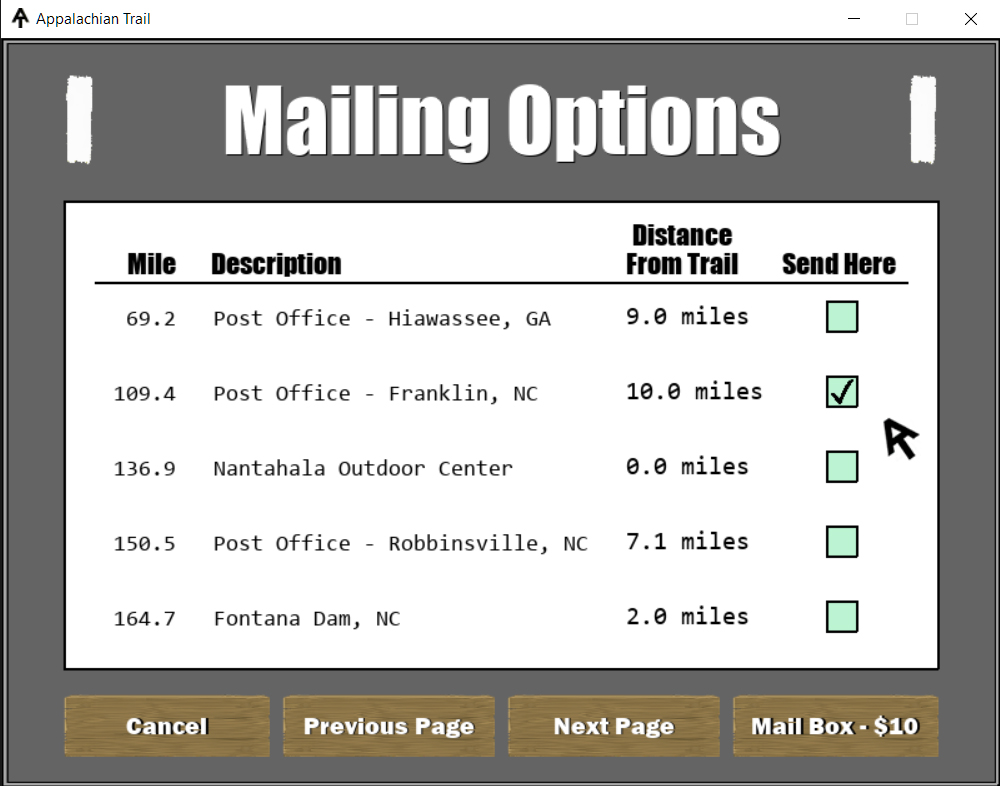 Appalachian Trail
Mailing Options
Distance
Mile Description From Trail Send Here
69.2 Post Office - Hiawassee, GA 9.0 miles
109.4 Post Office - Franklin, NC 10.0 miles
136.9 Nantahala Outdoor Center 0.0 miles
150.5 Post Office - Robbinsville, NC 7.1 miles
164.7 Fontana Dam, NC 2.0 miles
Cancel Previous Page Next Page Mail Box - $10